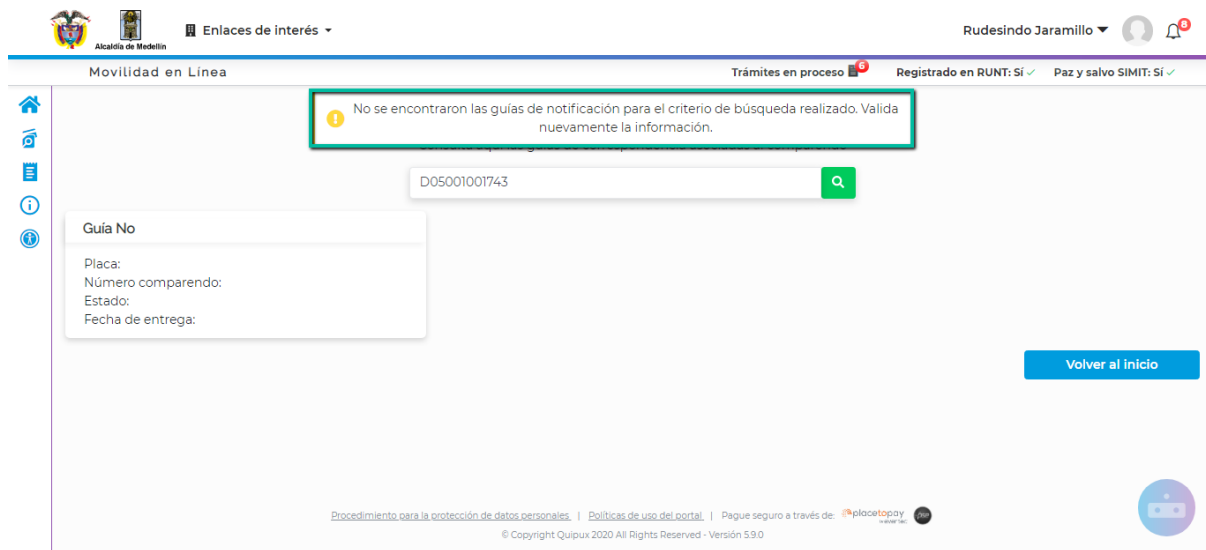 Alcaldía de Medellín
Enlaces de interés
Rudesindo Jaramillo
8
Movilidad en Línea
Trámites en proceso 6
Registrado en RUNT: Sí
Paz y salvo SIMIT: Sí
No se encontraron las guías de notificación para el criterio de búsqueda realizado. Valida
nuevamente la información.
D05001001743
Guía No
Placa:
Número comparendo:
Estado:
Fecha de entrega:
Volver al inicio
Procedimiento para la protección de datos personales. | Políticas de uso del portal. | Pague seguro a través de: placetopay
© Copyright Quipux 2020 All Rights Reserved - Versión 5.9.0